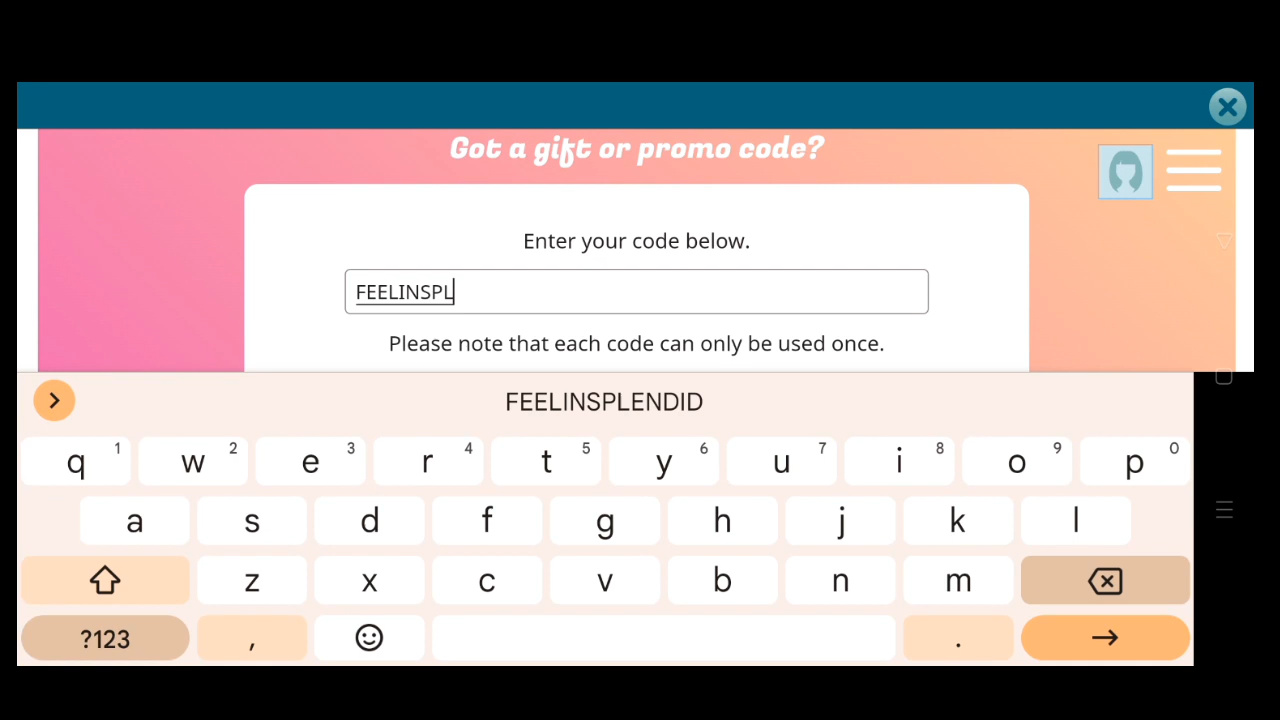 Got a gift or promo code?
Enter your code below.
FEELINSPL
Please note that each code can only be used once.
FEELINSPLENDID
q 1 w 2 e 3 r 4 t 5 y 6 u 7 i 8 o 9 p 0
a s d f g h j k l
z x c v b n m
?123 , .